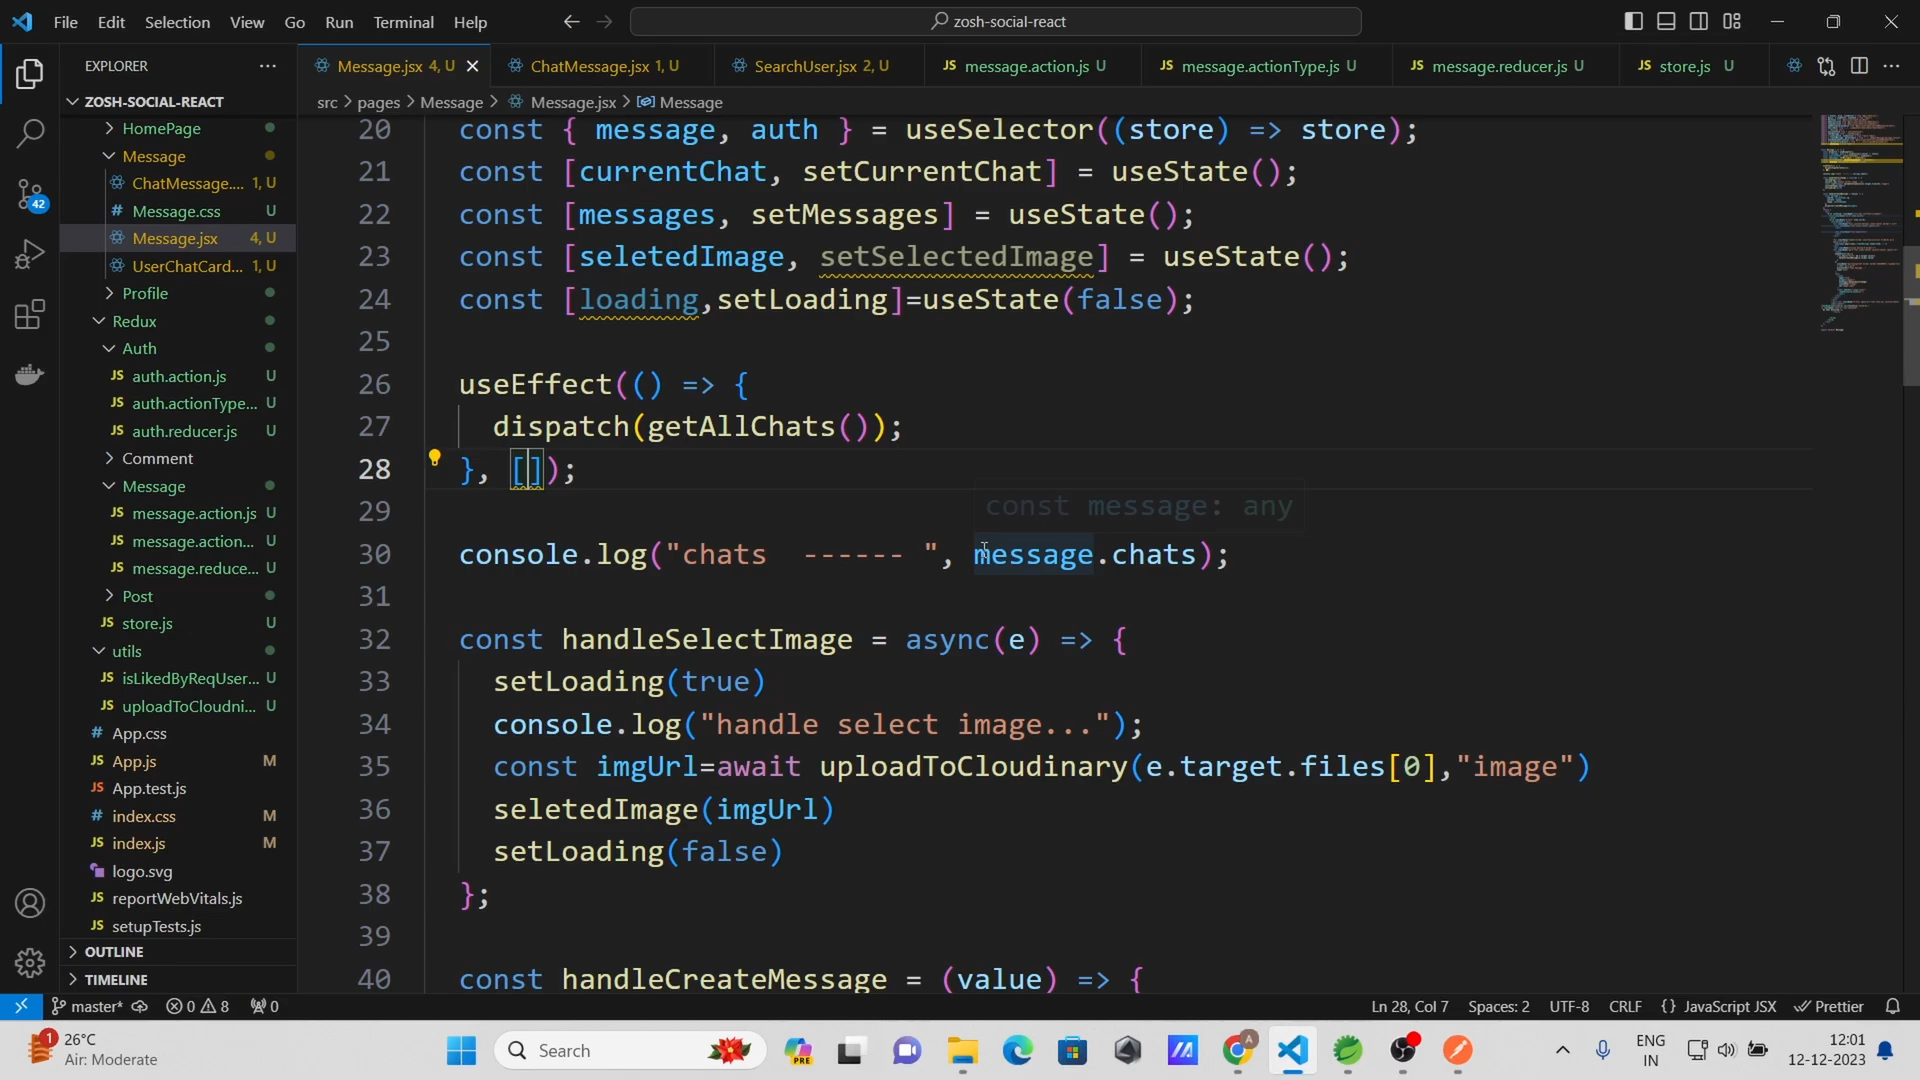 File Edit Selection View Go Run Terminal Help
zosh-social-react
EXPLORER
ZOSH-SOCIAL-REACT
HomePage
Message
ChatMessage.... 1, U
Message.css U
Message.jsx 4, U
UserChatCard... 1, U
Profile
Redux
Auth
auth.action.js U
auth.actionType... U
auth.reducer.js U
Comment
Message
message.action.js U
message.action... U
message.reduce... U
Post
store.js U
utils
isLikedByReqUser... U
uploadToCloudni... U
App.css
App.js M
App.test.js
index.css M
index.js M
logo.svg
reportWebVitals.js
setupTests.js
OUTLINE
TIMELINE
42
Message.jsx 4, U
ChatMessage.jsx 1, U
SearchUser.jsx 2, U
JS message.action.js U
JS message.actionType.js U
JS message.reducer.js U
JS store.js U
src > pages > Message > Message.jsx > Message
20 const { message, auth } = useSelector((store) => store);
21 const [currentChat, setCurrentChat] = useState();
22 const [messages, setMessages] = useState();
23 const [seletedImage, setSelectedImage] = useState();
24 const [loading,setLoading]=useState(false);
25
26 useEffect(() => {
27 dispatch(getAllChats());
28 }, []);
29
const message: any
30 console.log("chats  ------ ", message.chats);
31
32 const handleSelectImage = async(e) => {
33 setLoading(true)
34 console.log("handle select image...");
35 const imgUrl=await uploadToCloudinary(e.target.files[0],"image")
36 seletedImage(imgUrl)
37 setLoading(false)
38 };
39
40 const handleCreateMessage = (value) => {
master* 0 8 0
Ln 28, Col 7 Spaces: 2 UTF-8 CRLF {} JavaScript JSX Prettier
1
26°C
Air: Moderate
Search
PRE
A
ENG
IN
12:01
12-12-2023